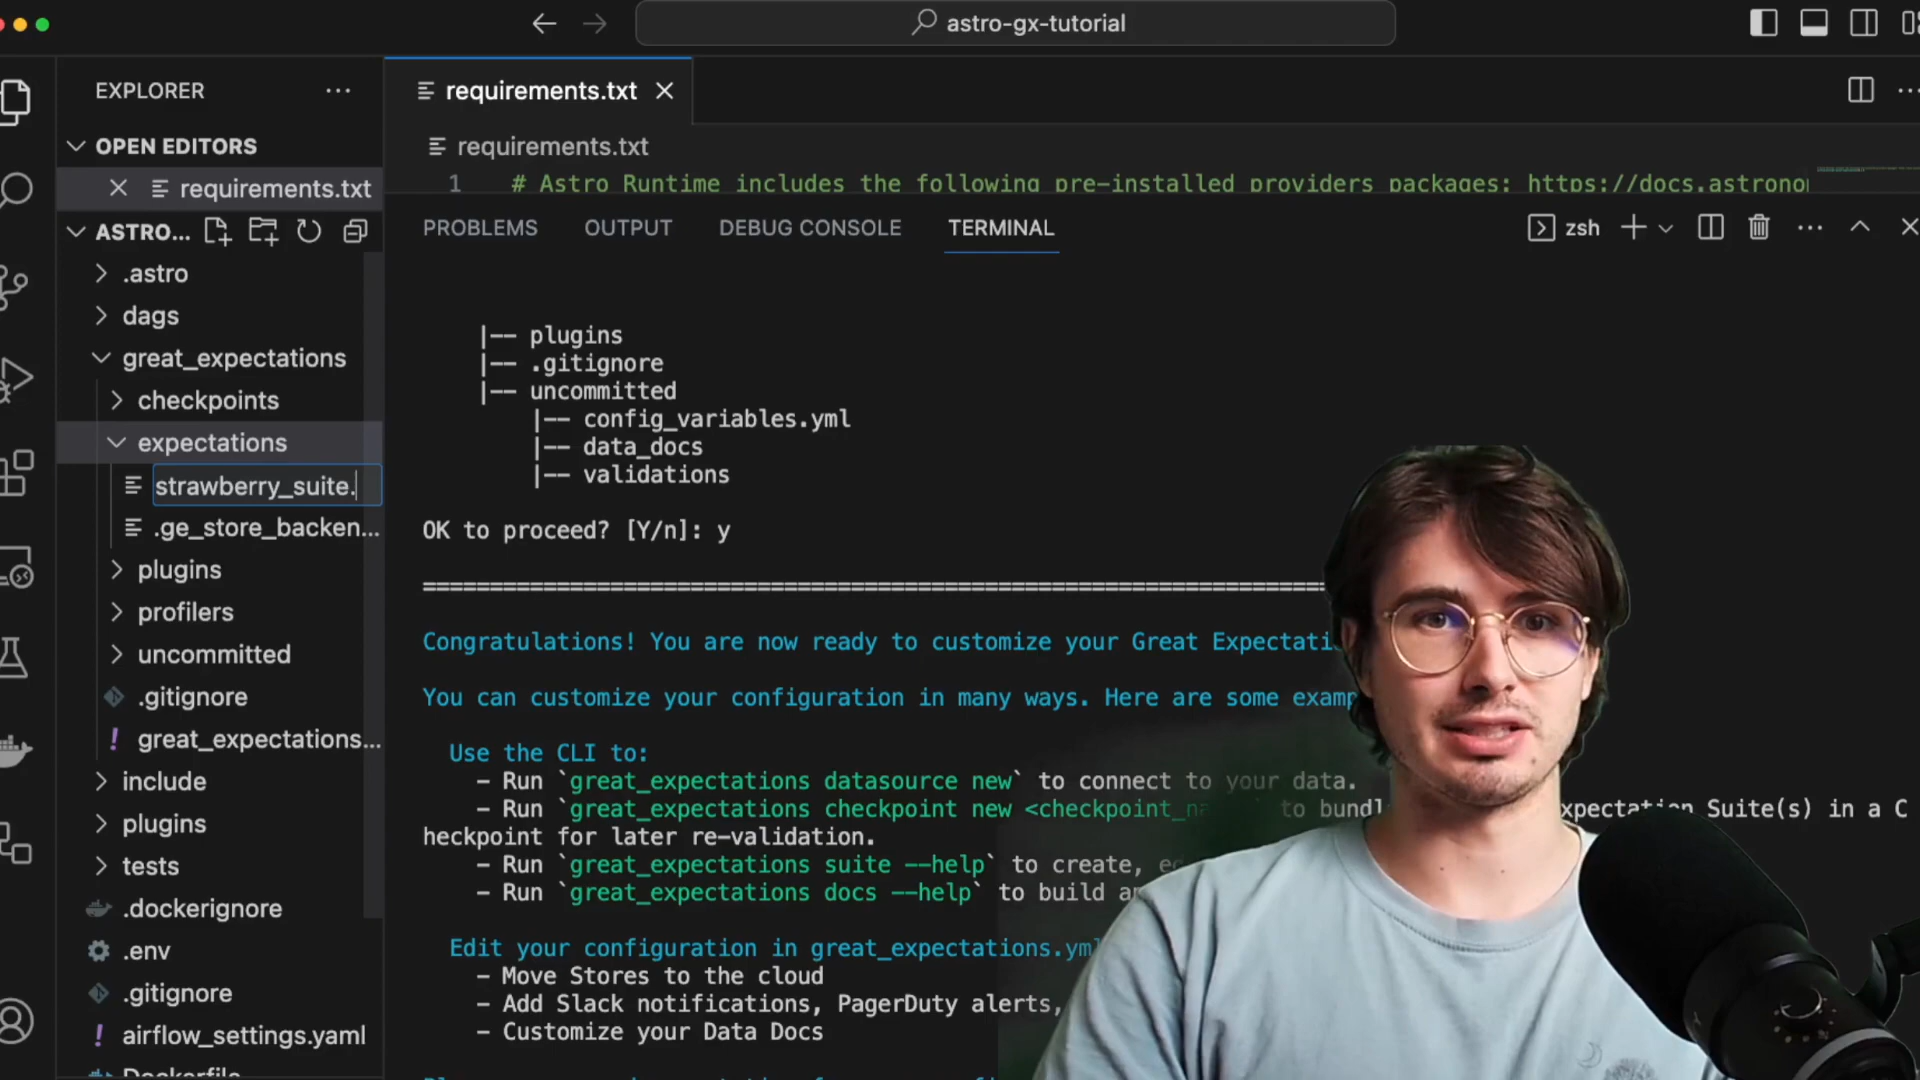 astro-gx-tutorial
EXPLORER
requirements.txt
OPEN EDITORS
requirements.txt
requirements.txt
1 # Astro Runtime includes the following pre-installed providers packages: https://docs.astrono
ASTRO...
PROBLEMS OUTPUT DEBUG CONSOLE TERMINAL
zsh
.astro
dags
great_expectations
checkpoints
expectations
strawberry_suite.
.ge_store_backen...
plugins
profilers
uncommitted
.gitignore
great_expectations...
include
plugins
tests
.dockerignore
.env
.gitignore
airflow_settings.yaml
Dockerfile
|-- plugins
|-- .gitignore
|-- uncommitted
|-- config_variables.yml
|-- data_docs
|-- validations
OK to proceed? [Y/n]: y
================================================================
Congratulations! You are now ready to customize your Great Expectati
You can customize your configuration in many ways. Here are some examp
Use the CLI to:
- Run `great_expectations datasource new` to connect to your data.
- Run `great_expectations checkpoint new <checkpoint_na to bundl xpectation Suite(s) in a C
heckpoint for later re-validation.
- Run `great_expectations suite --help` to create,
- Run `great_expectations docs --help` to build
Edit your configuration in great_expectations.yml
- Move Stores to the cloud
- Add Slack notifications, PagerDuty alerts,
- Customize your Data Docs